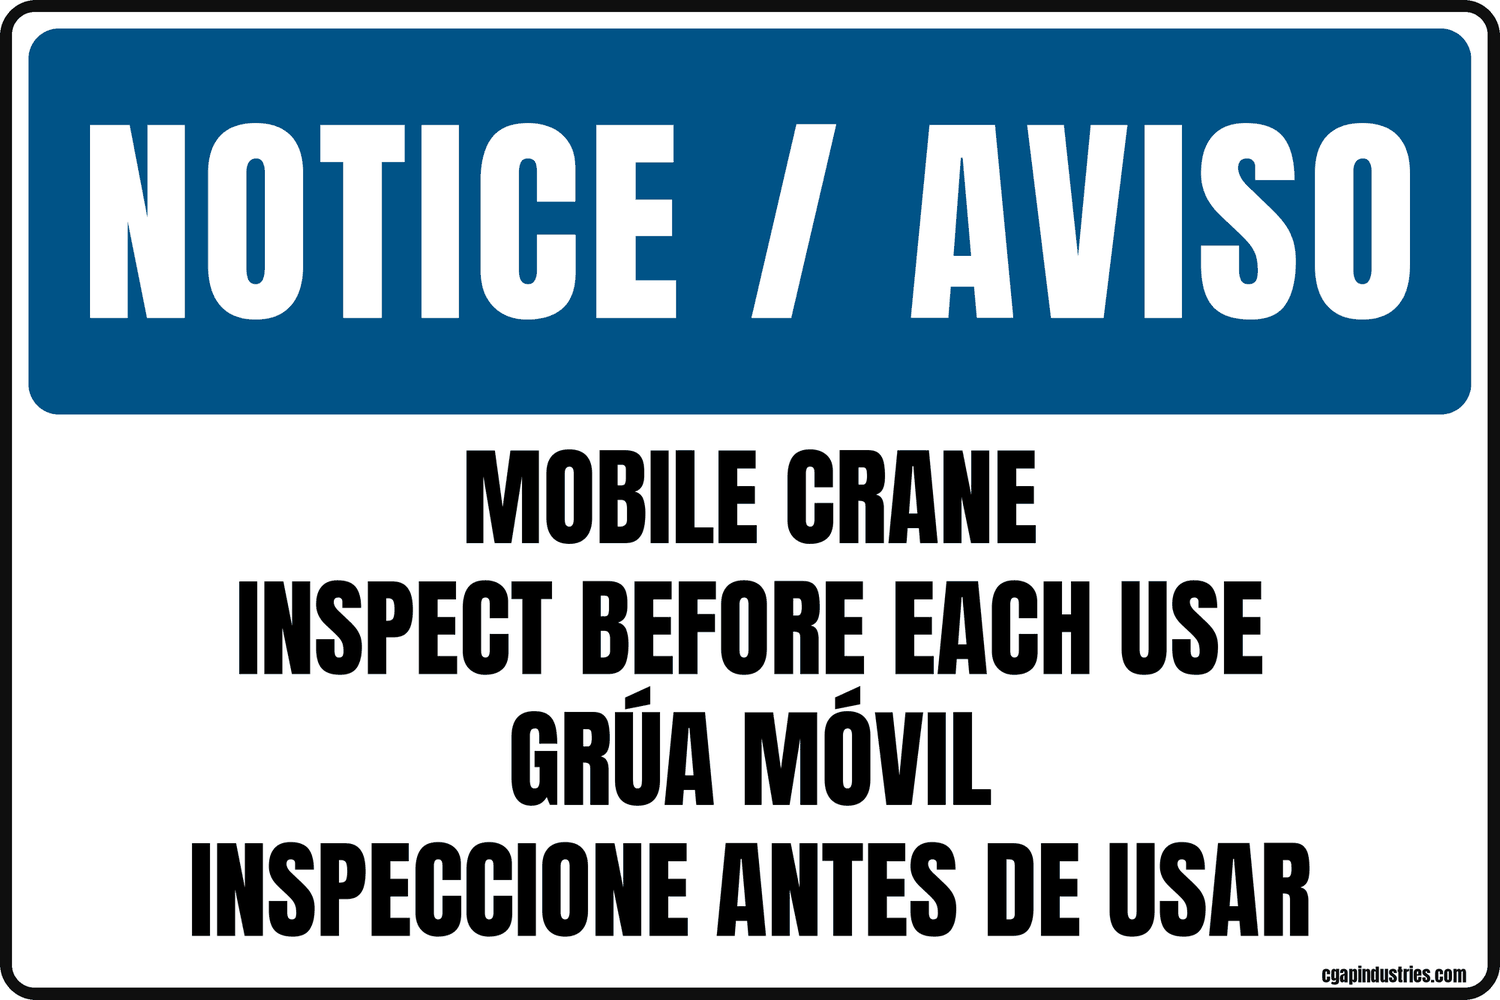 NOTICE / AVISO
MOBILE CRANE
INSPECT BEFORE EACH USE
GRÚA MÓVIL
INSPECCIONE ANTES DE USAR
cgapindustries.com